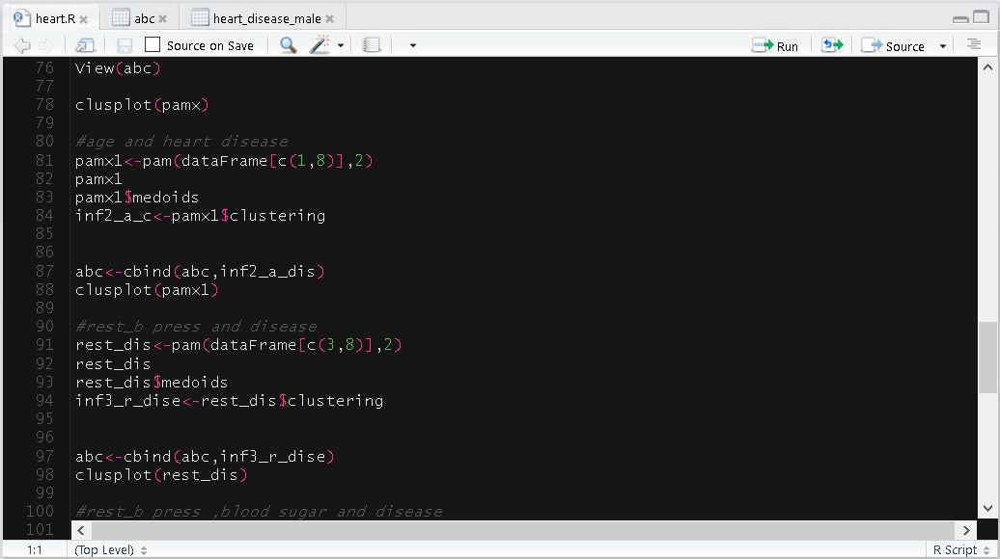 heart.R abc heart_disease_male
Source on Save Run Source
76 View(abc)
77
78 clusplot(pamx)
79
80 #age and heart disease
81 pamx1<-pam(dataFrame[c(1,8)],2)
82 pamx1
83 pamx1$medoids
84 inf2_a_c<-pamx1$clustering
85
86
87 abc<-cbind(abc,inf2_a_dis)
88 clusplot(pamx1)
89
90 #rest_b press and disease
91 rest_dis<-pam(dataFrame[c(3,8)],2)
92 rest_dis
93 rest_dis$medoids
94 inf3_r_dise<-rest_dis$clustering
95
96
97 abc<-cbind(abc,inf3_r_dise)
98 clusplot(rest_dis)
99
100 #rest_b press ,blood sugar and disease
101
1:1 (Top Level) R Script